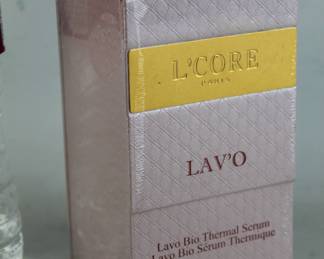 L'CORE
PARIS
LAV'O
Lavo Bio Thermal Serum
Lavo Bio Sérum Thermique